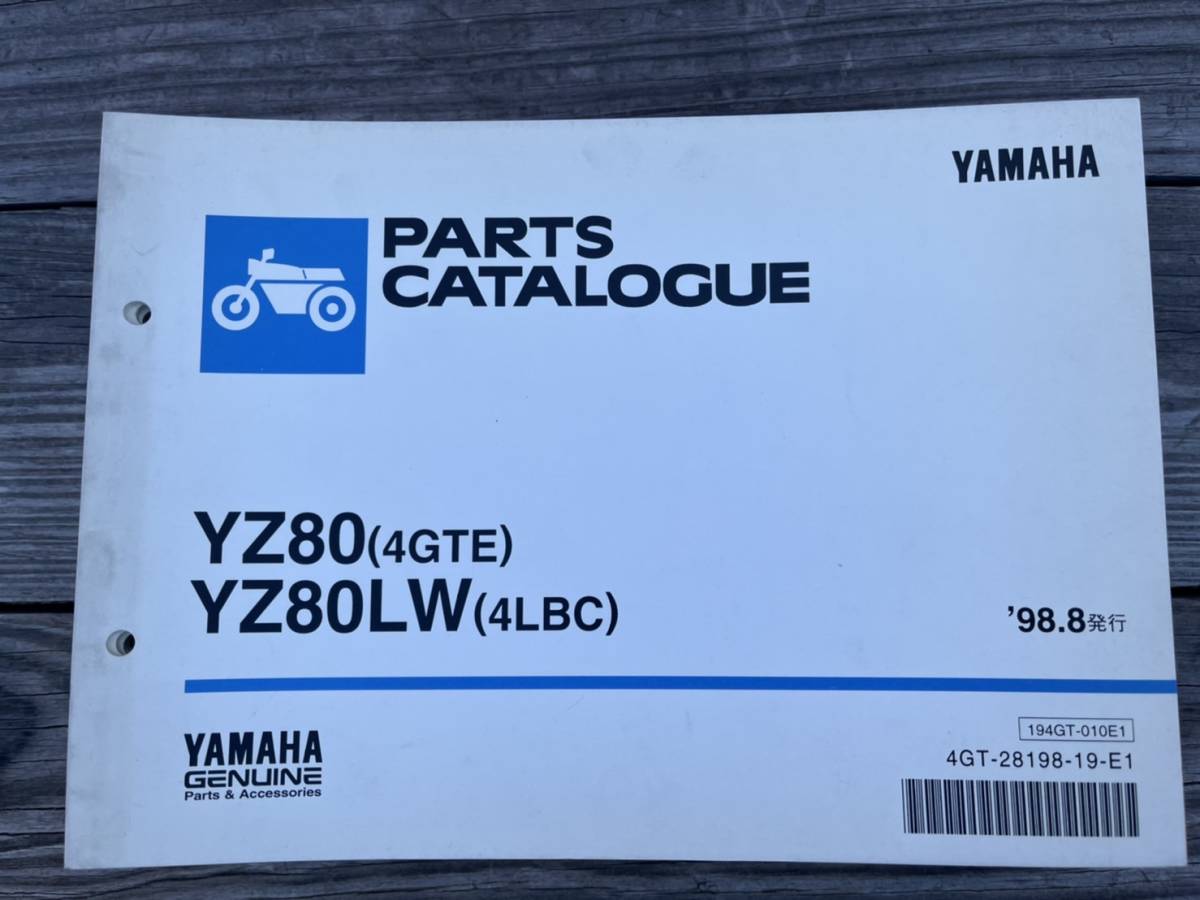 YAMAHA
PARTS
CATALOGUE
YZ80(4GTE)
YZ80LW(4LBC)
'98.8発行
YAMAHA
GENUINE
Parts & Accessories
194GT-010E1
4GT-28198-19-E1